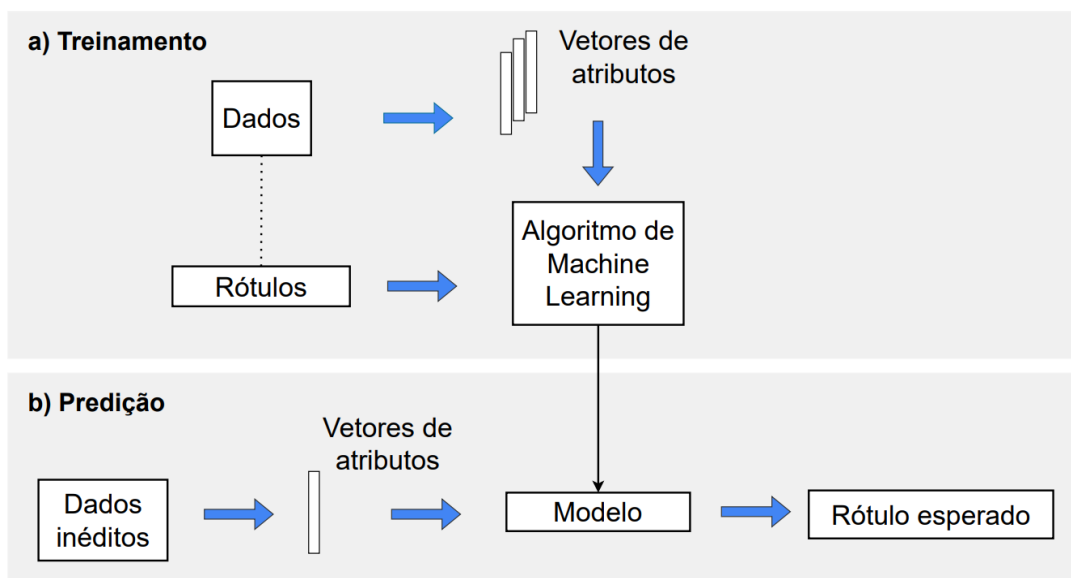 a) Treinamento
Vetores de
atributos
Dados
Algoritmo de
Machine
Learning
Rótulos
b) Predição
Vetores de
atributos
Dados
inéditos
Modelo
Rótulo esperado